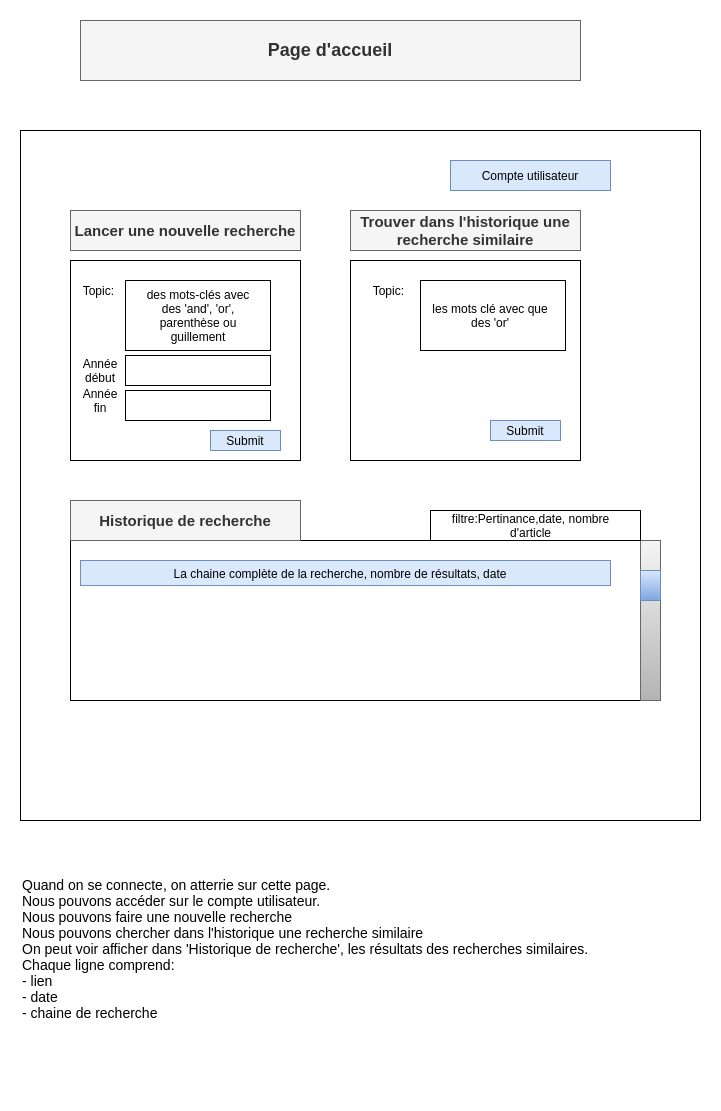 Page d'accueil
Compte utilisateur
Lancer une nouvelle recherche
Trouver dans l'historique une
recherche similaire
Topic:
des mots-clés avec
des 'and', 'or',
parenthèse ou
guillement
Année
début
Année
fin
Submit
Topic:
les mots clé avec que
des 'or'
Submit
Historique de recherche
filtre:Pertinance,date, nombre
d'article
La chaine complète de la recherche, nombre de résultats, date
Quand on se connecte, on atterrie sur cette page.
Nous pouvons accéder sur le compte utilisateur.
Nous pouvons faire une nouvelle recherche
Nous pouvons chercher dans l'historique une recherche similaire
On peut voir afficher dans 'Historique de recherche', les résultats des recherches similaires.
Chaque ligne comprend:
- lien
- date
- chaine de recherche